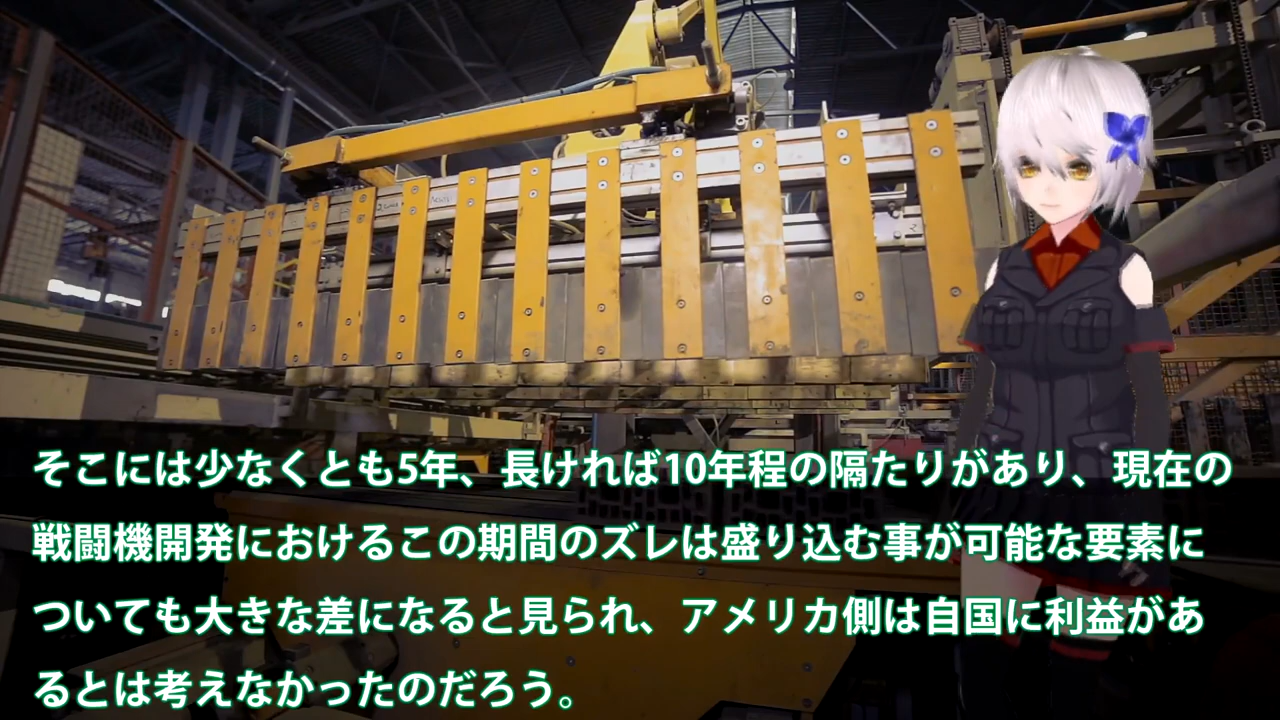 そこには少なくとも5年、長ければ10年程の隔たりがあり、現在の
戦闘機開発におけるこの期間のズレは盛り込む事が可能な要素に
ついても大きな差になると見られ、アメリカ側は自国に利益があ
るとは考えなかったのだろう。